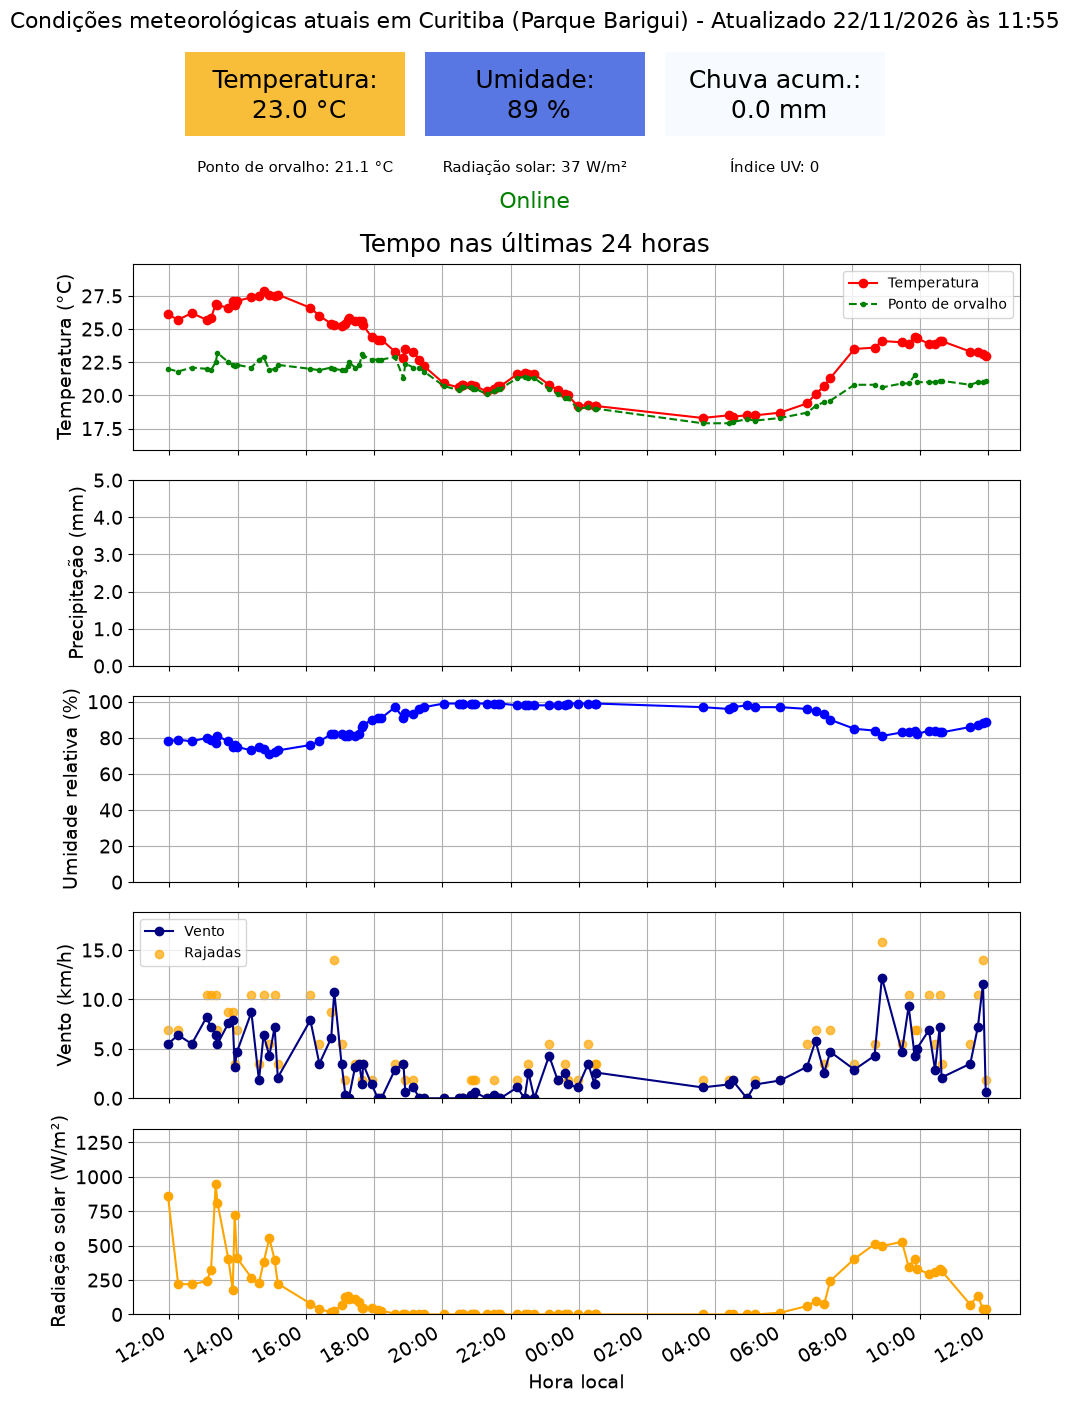 Condições meteorológicas atuais em Curitiba (Parque Barigui) - Atualizado 22/11/2026 às 11:55
Temperatura:
23.0 °C
Umidade:
89 %
Chuva acum.:
0.0 mm
Ponto de orvalho: 21.1 °C
Radiação solar: 37 W/m²
Índice UV: 0
Online
Tempo nas últimas 24 horas
Temperatura (°C)
27.5
25.0
22.5
20.0
17.5
Temperatura
Ponto de orvalho
Precipitação (mm)
5.0
4.0
3.0
2.0
1.0
0.0
Umidade relativa (%)
100
80
60
40
20
0
Vento (km/h)
15.0
10.0
5.0
0.0
Vento
Rajadas
Radiação solar (W/m²)
1250
1000
750
500
250
0
12:00
14:00
16:00
18:00
20:00
22:00
00:00
02:00
04:00
06:00
08:00
10:00
12:00
Hora local